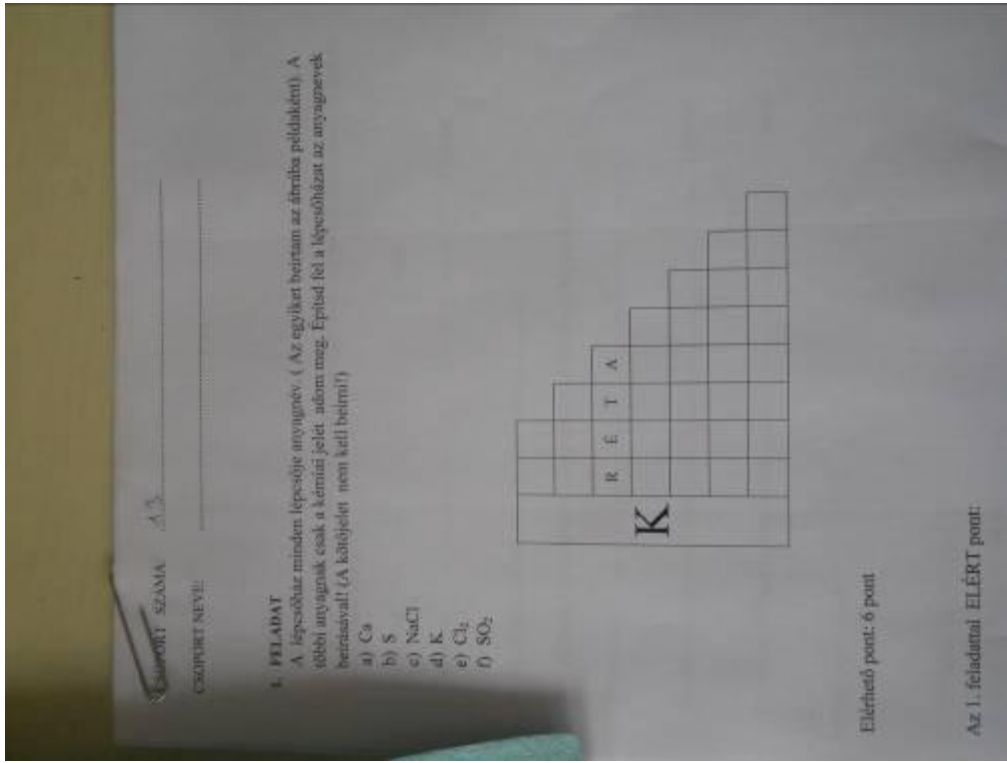 CSOPORT SZÁMA 13
CSOPORT NEVE:
1. FELADAT
A lépcsőház minden lépcsője anyagnév. ( Az egyiket beírtam az ábrába példaként). A
többi anyagnak csak a kémiai jelét adom meg. Építsd fel a lépcsőházat az anyagnevek
beírásával! (A kötőjelet nem kell beírni!)
a) Ca
b) S
c) NaCl
d) K
e) Cl₂
f) SO₂
R É T A
K
Elérhető pont: 6 pont
Az 1. feladattal ELÉRT pont: